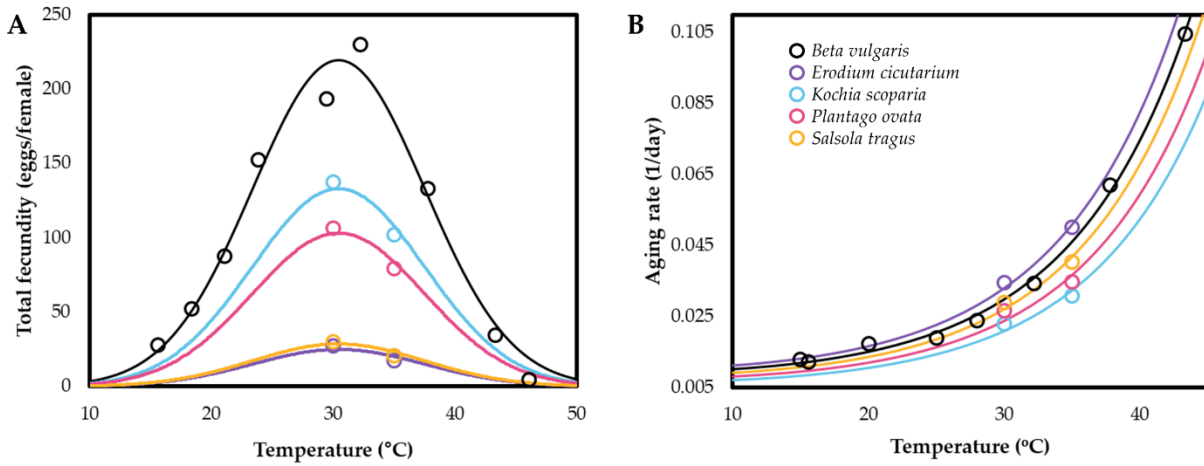 A
Total fecundity (eggs/female)
250
200
150
100
50
0
10 20 30 40 50
Temperature (°C)
B
Aging rate (1/day)
0.105
0.085
0.065
0.045
0.025
0.005
Beta vulgaris
Erodium cicutarium
Kochia scoparia
Plantago ovata
Salsola tragus
10 20 30 40
Temperature (ºC)